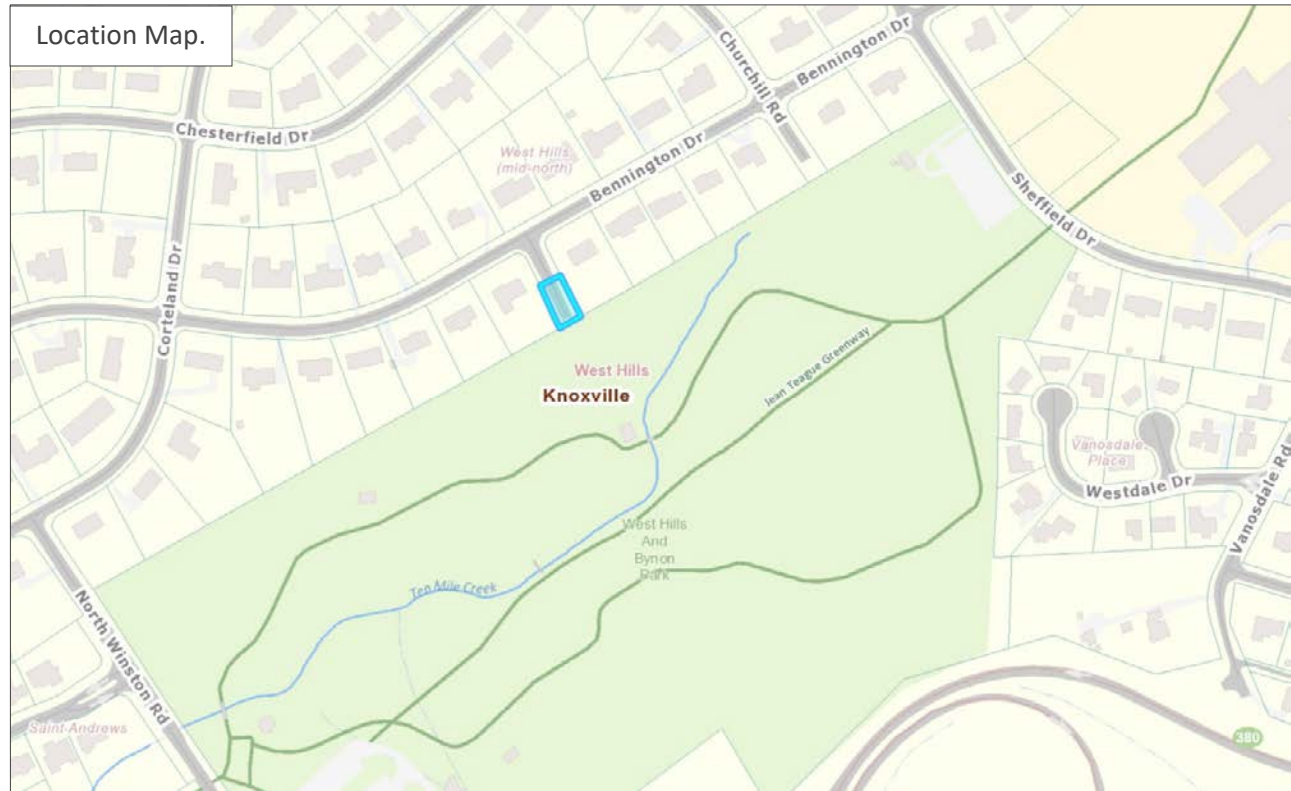 Location Map.
Bennington Dr
Churchill Rd
Chesterfield Dr
West Hills
(mid-north)
Bennington Dr
Sheffield Dr
Corteland Dr
West Hills
Knoxville
Jean Teague Greenway
Vanosdale
Place
Westdale Dr
Vanosdale Rd
West Hills
And
Bynon
Park
Ten Mile Creek
North Winston Rd
Saint Andrews
380